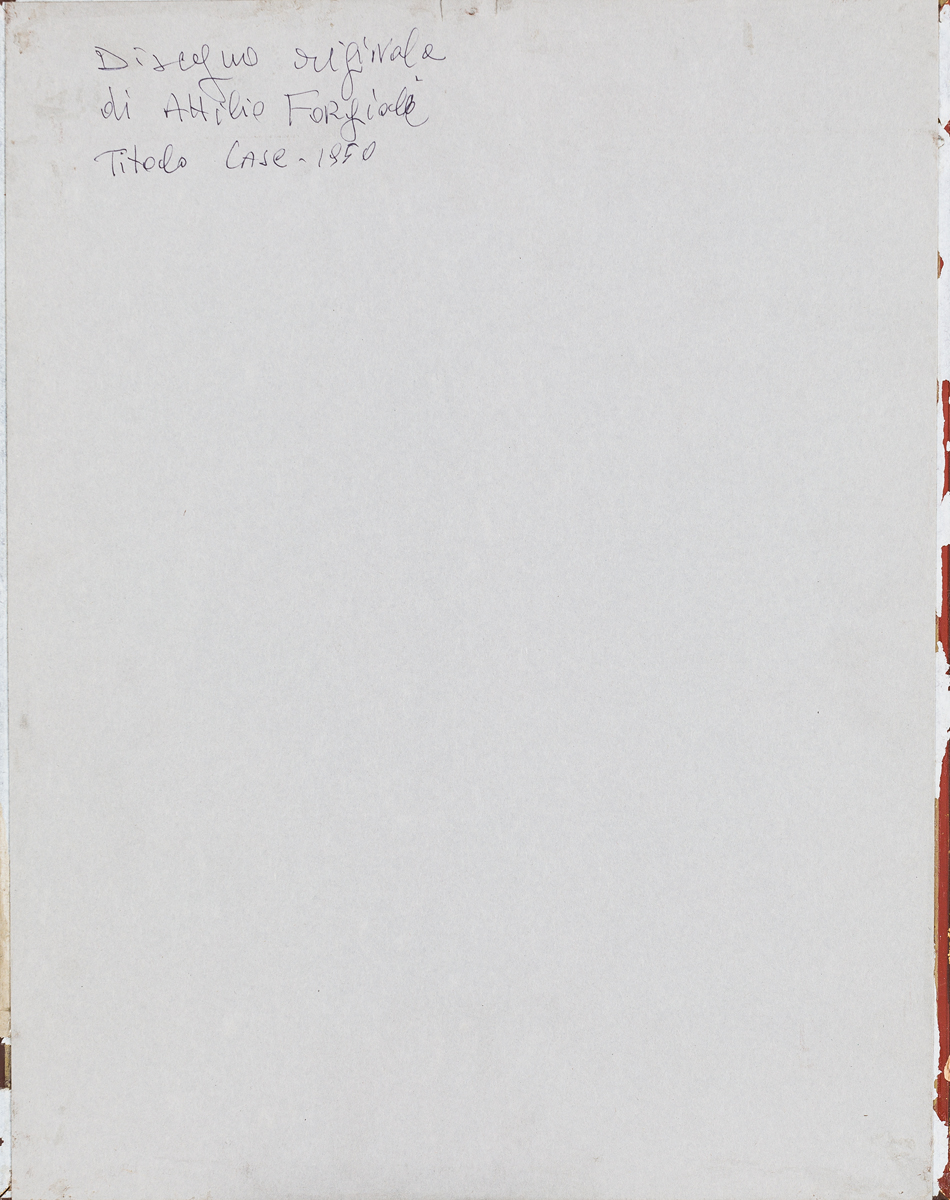 Disegno originale
di Attilio Forgioli
Titolo Case - 1950